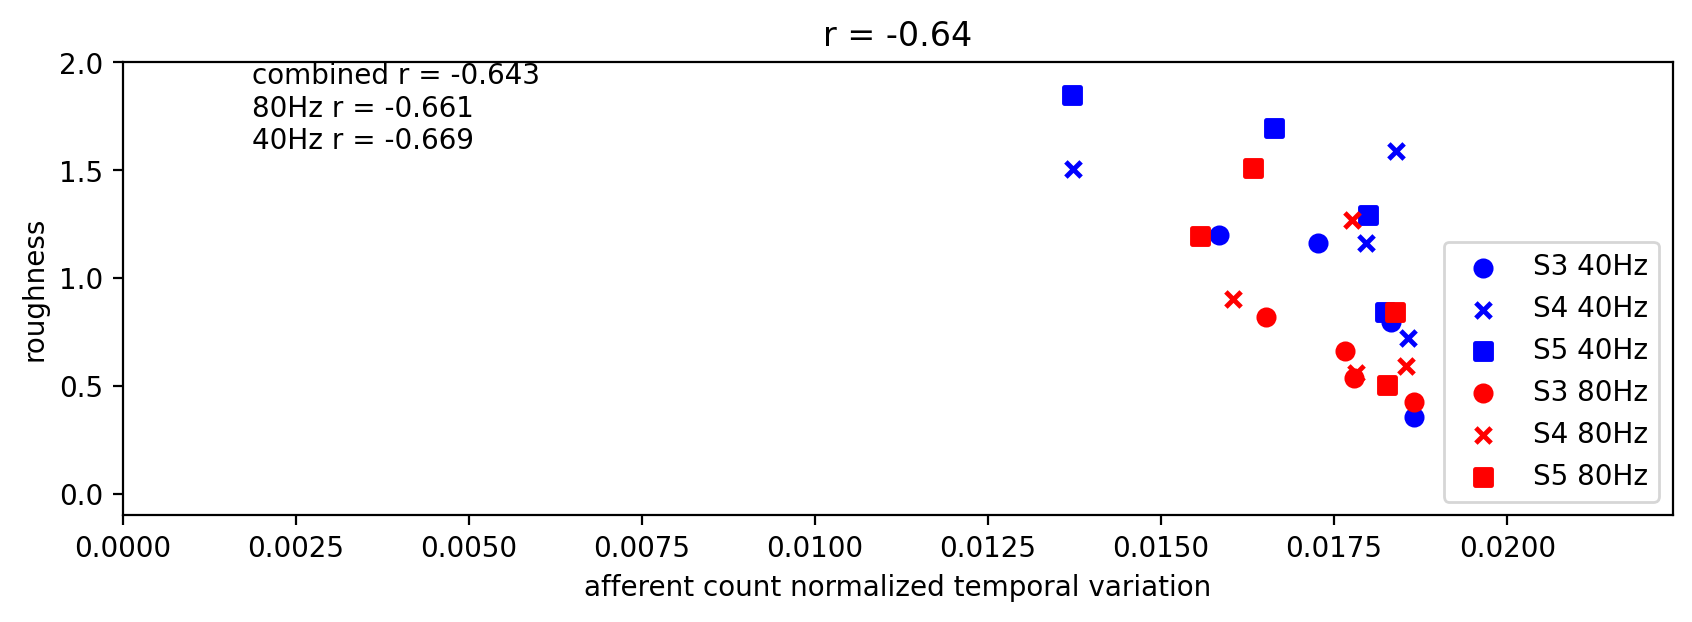 r = -0.64
combined r = -0.643
80Hz r = -0.661
40Hz r = -0.669
roughness
2.0
1.5
1.0
0.5
0.0
S3 40Hz
S4 40Hz
S5 40Hz
S3 80Hz
S4 80Hz
S5 80Hz
0.0000 0.0025 0.0050 0.0075 0.0100 0.0125 0.0150 0.0175 0.0200
afferent count normalized temporal variation